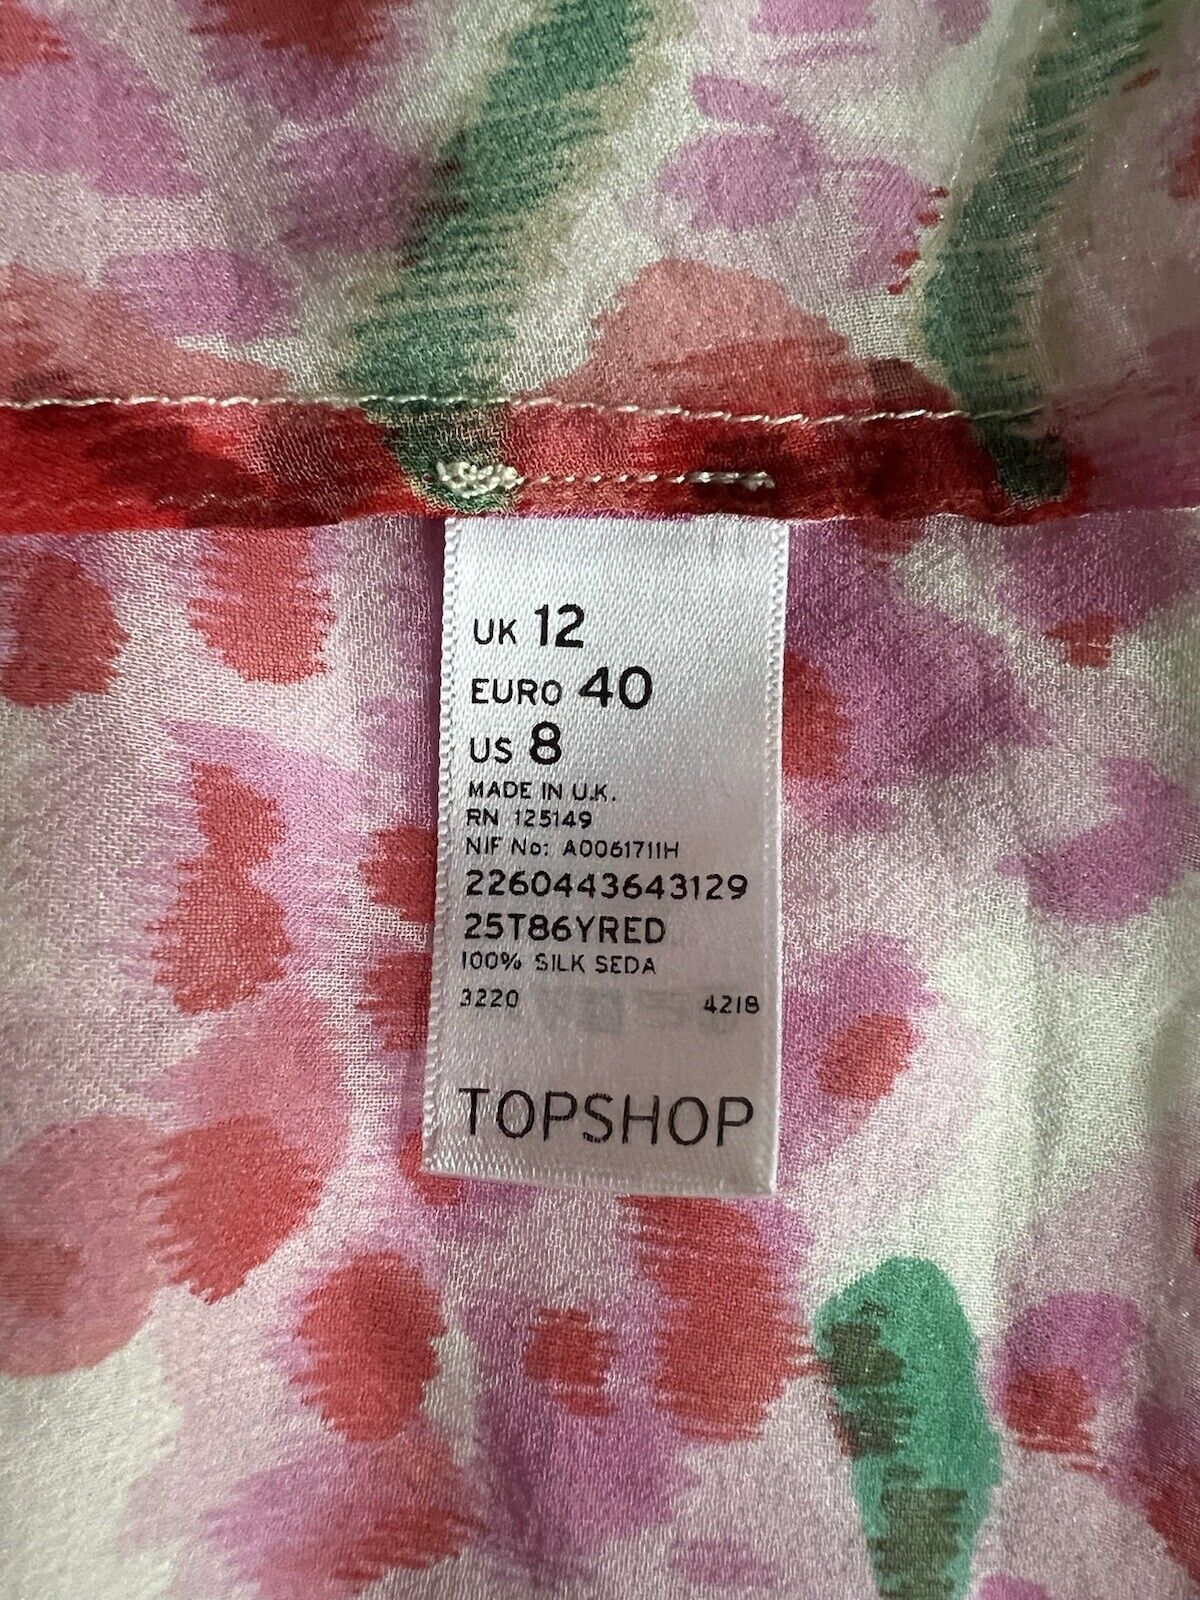 UK 12
EURO 40
US 8
MADE IN U.K.
RN 125149
NIF No: A0061711H
2260443643129
25T86YRED
100% SILK SEDA
3220 4218
TOPSHOP